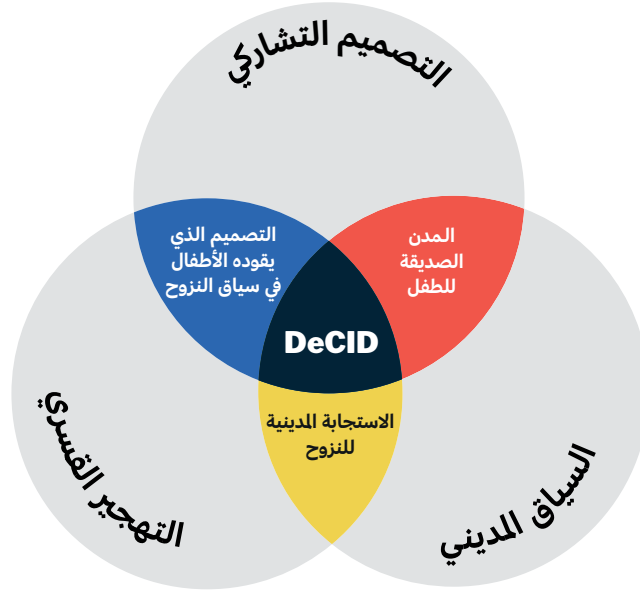 التصميم التشاركي
التصميم الذي
يقوده الأطفال
في سياق النزوح
المدن
الصديقة
للطفل
DeCID
الاستجابة المدينية
للنزوح
التهجير القسري
السياق المديني